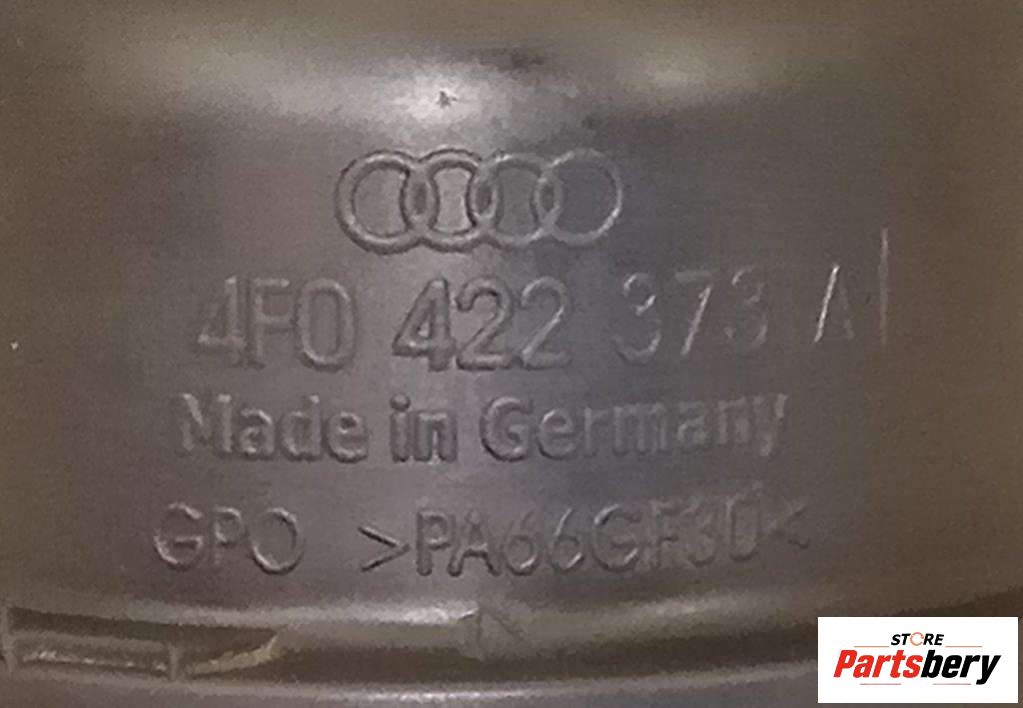 4F0 422 373 A
Made in Germany
GPO >PA66GF30<
STORE
Partsbery